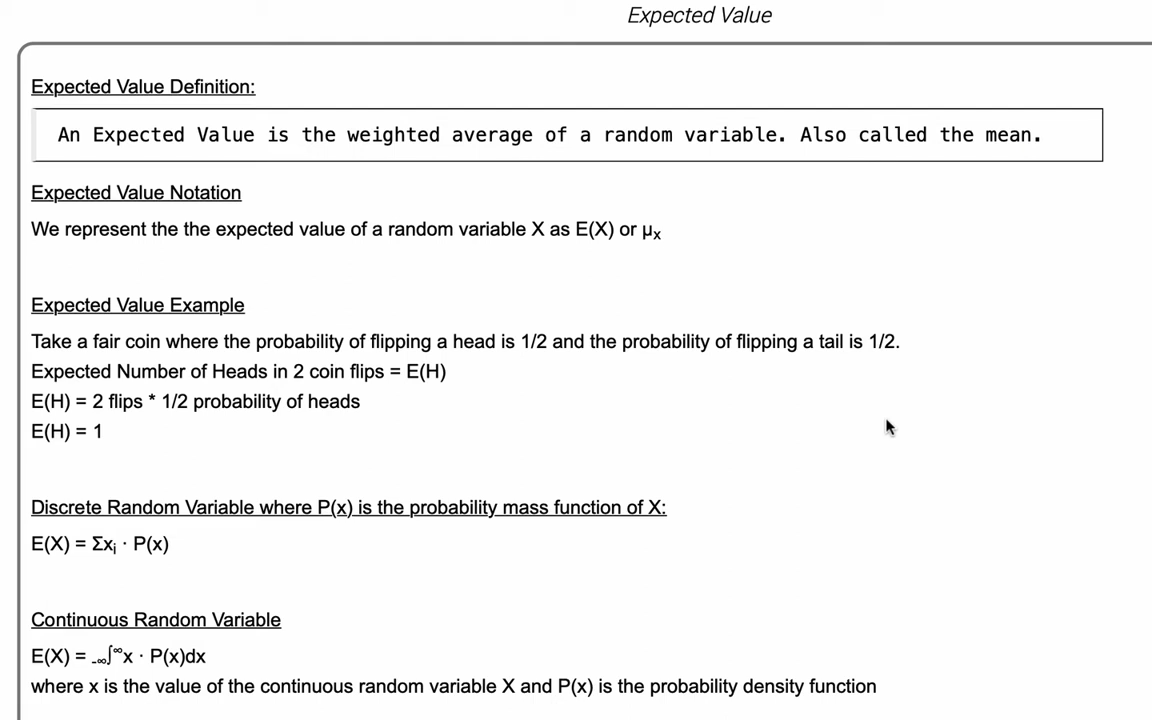 Expected Value
Expected Value Definition:
An Expected Value is the weighted average of a random variable. Also called the mean.
Expected Value Notation
We represent the the expected value of a random variable X as E(X) or μₓ
Expected Value Example
Take a fair coin where the probability of flipping a head is 1/2 and the probability of flipping a tail is 1/2.
Expected Number of Heads in 2 coin flips = E(H)
E(H) = 2 flips * 1/2 probability of heads
E(H) = 1
Discrete Random Variable where P(x) is the probability mass function of X:
E(X) = Σxᵢ · P(x)
Continuous Random Variable
E(X) = ₋∞∫^∞x · P(x)dx
where x is the value of the continuous random variable X and P(x) is the probability density function